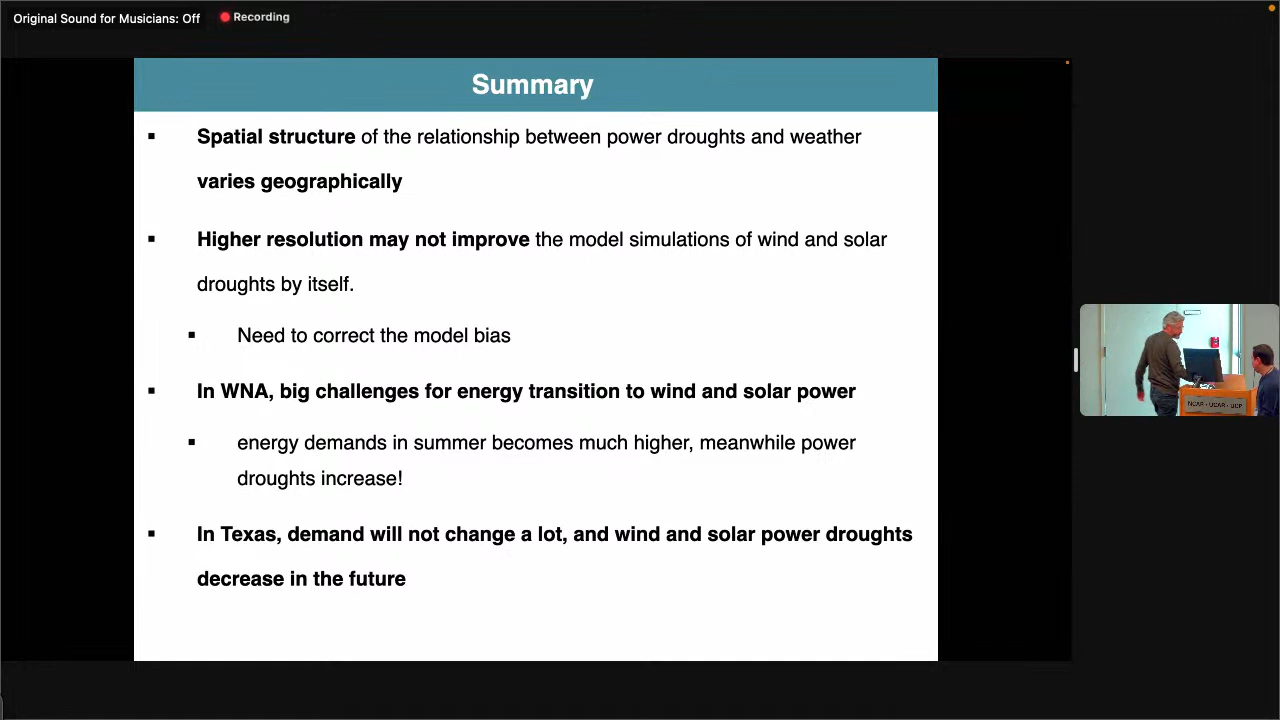 Original Sound for Musicians: Off
Recording
Summary
▪ Spatial structure of the relationship between power droughts and weather
varies geographically
▪ Higher resolution may not improve the model simulations of wind and solar
droughts by itself.
▪ Need to correct the model bias
▪ In WNA, big challenges for energy transition to wind and solar power
▪ energy demands in summer becomes much higher, meanwhile power
droughts increase!
▪ In Texas, demand will not change a lot, and wind and solar power droughts
decrease in the future
NCAR • UCAR • UCP